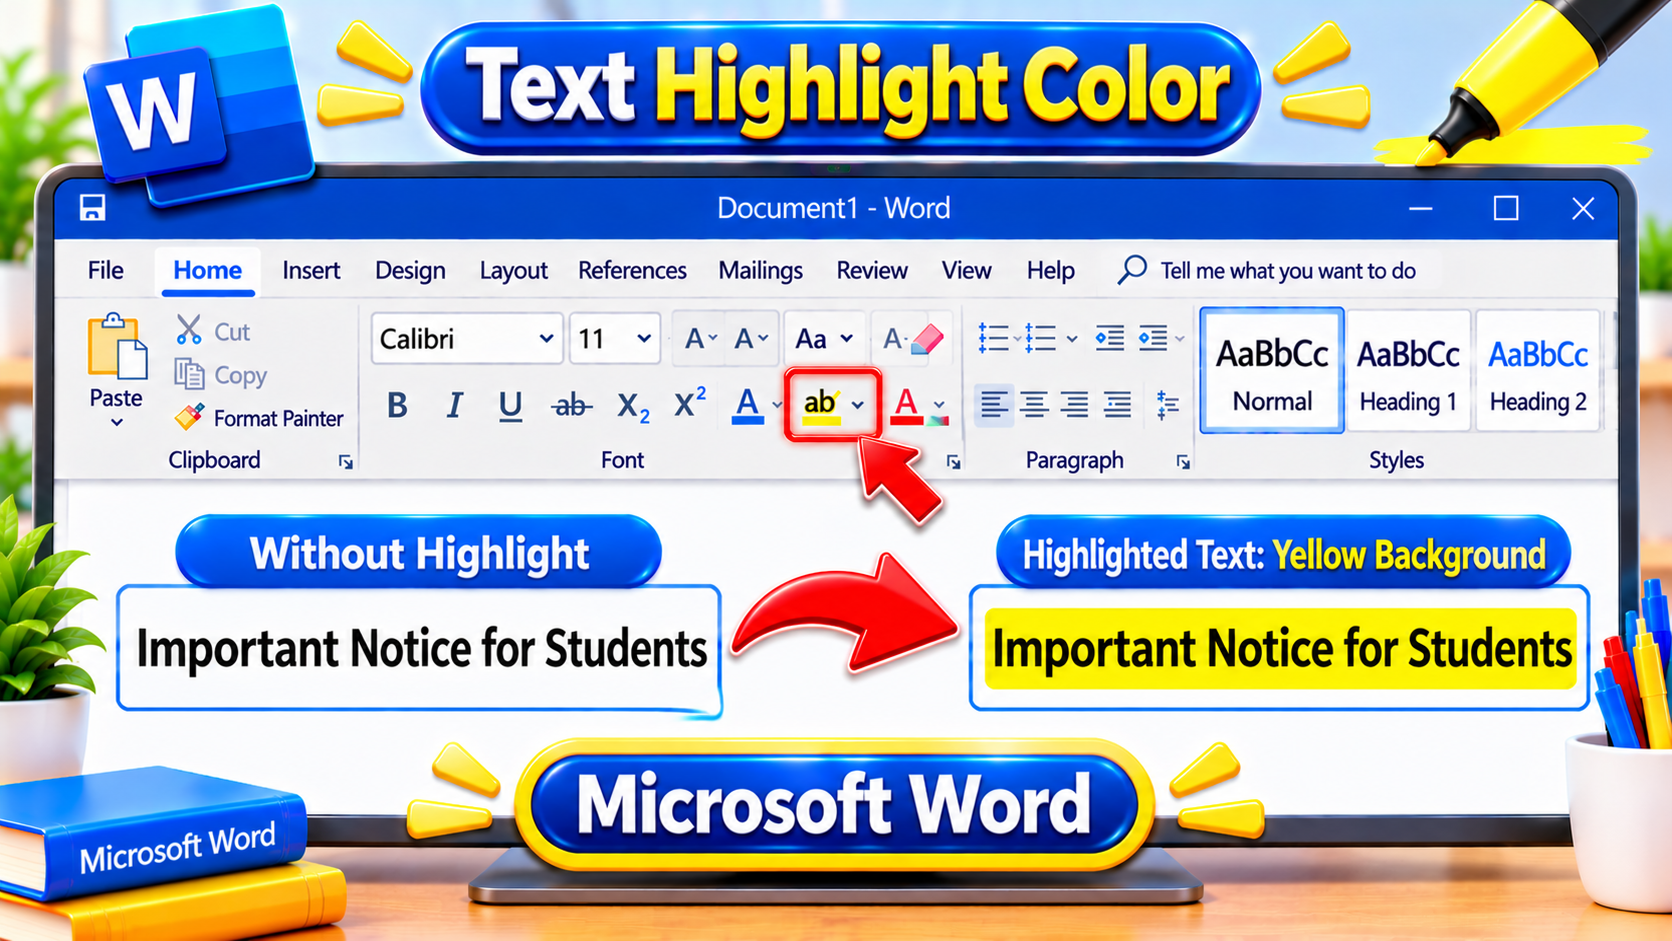 W
Text Highlight Color
Document1 - Word
File Home Insert Design Layout References Mailings Review View Help Tell me what you want to do
Paste
Cut
Copy
Format Painter
Clipboard
Calibri 11 A A Aa A
B I U ab X2 X2 A ab A
Font
Paragraph
AaBbCc AaBbCc AaBbCc
Normal Heading 1 Heading 2
Styles
Without Highlight
Important Notice for Students
Highlighted Text: Yellow Background
Important Notice for Students
Microsoft Word
Microsoft Word